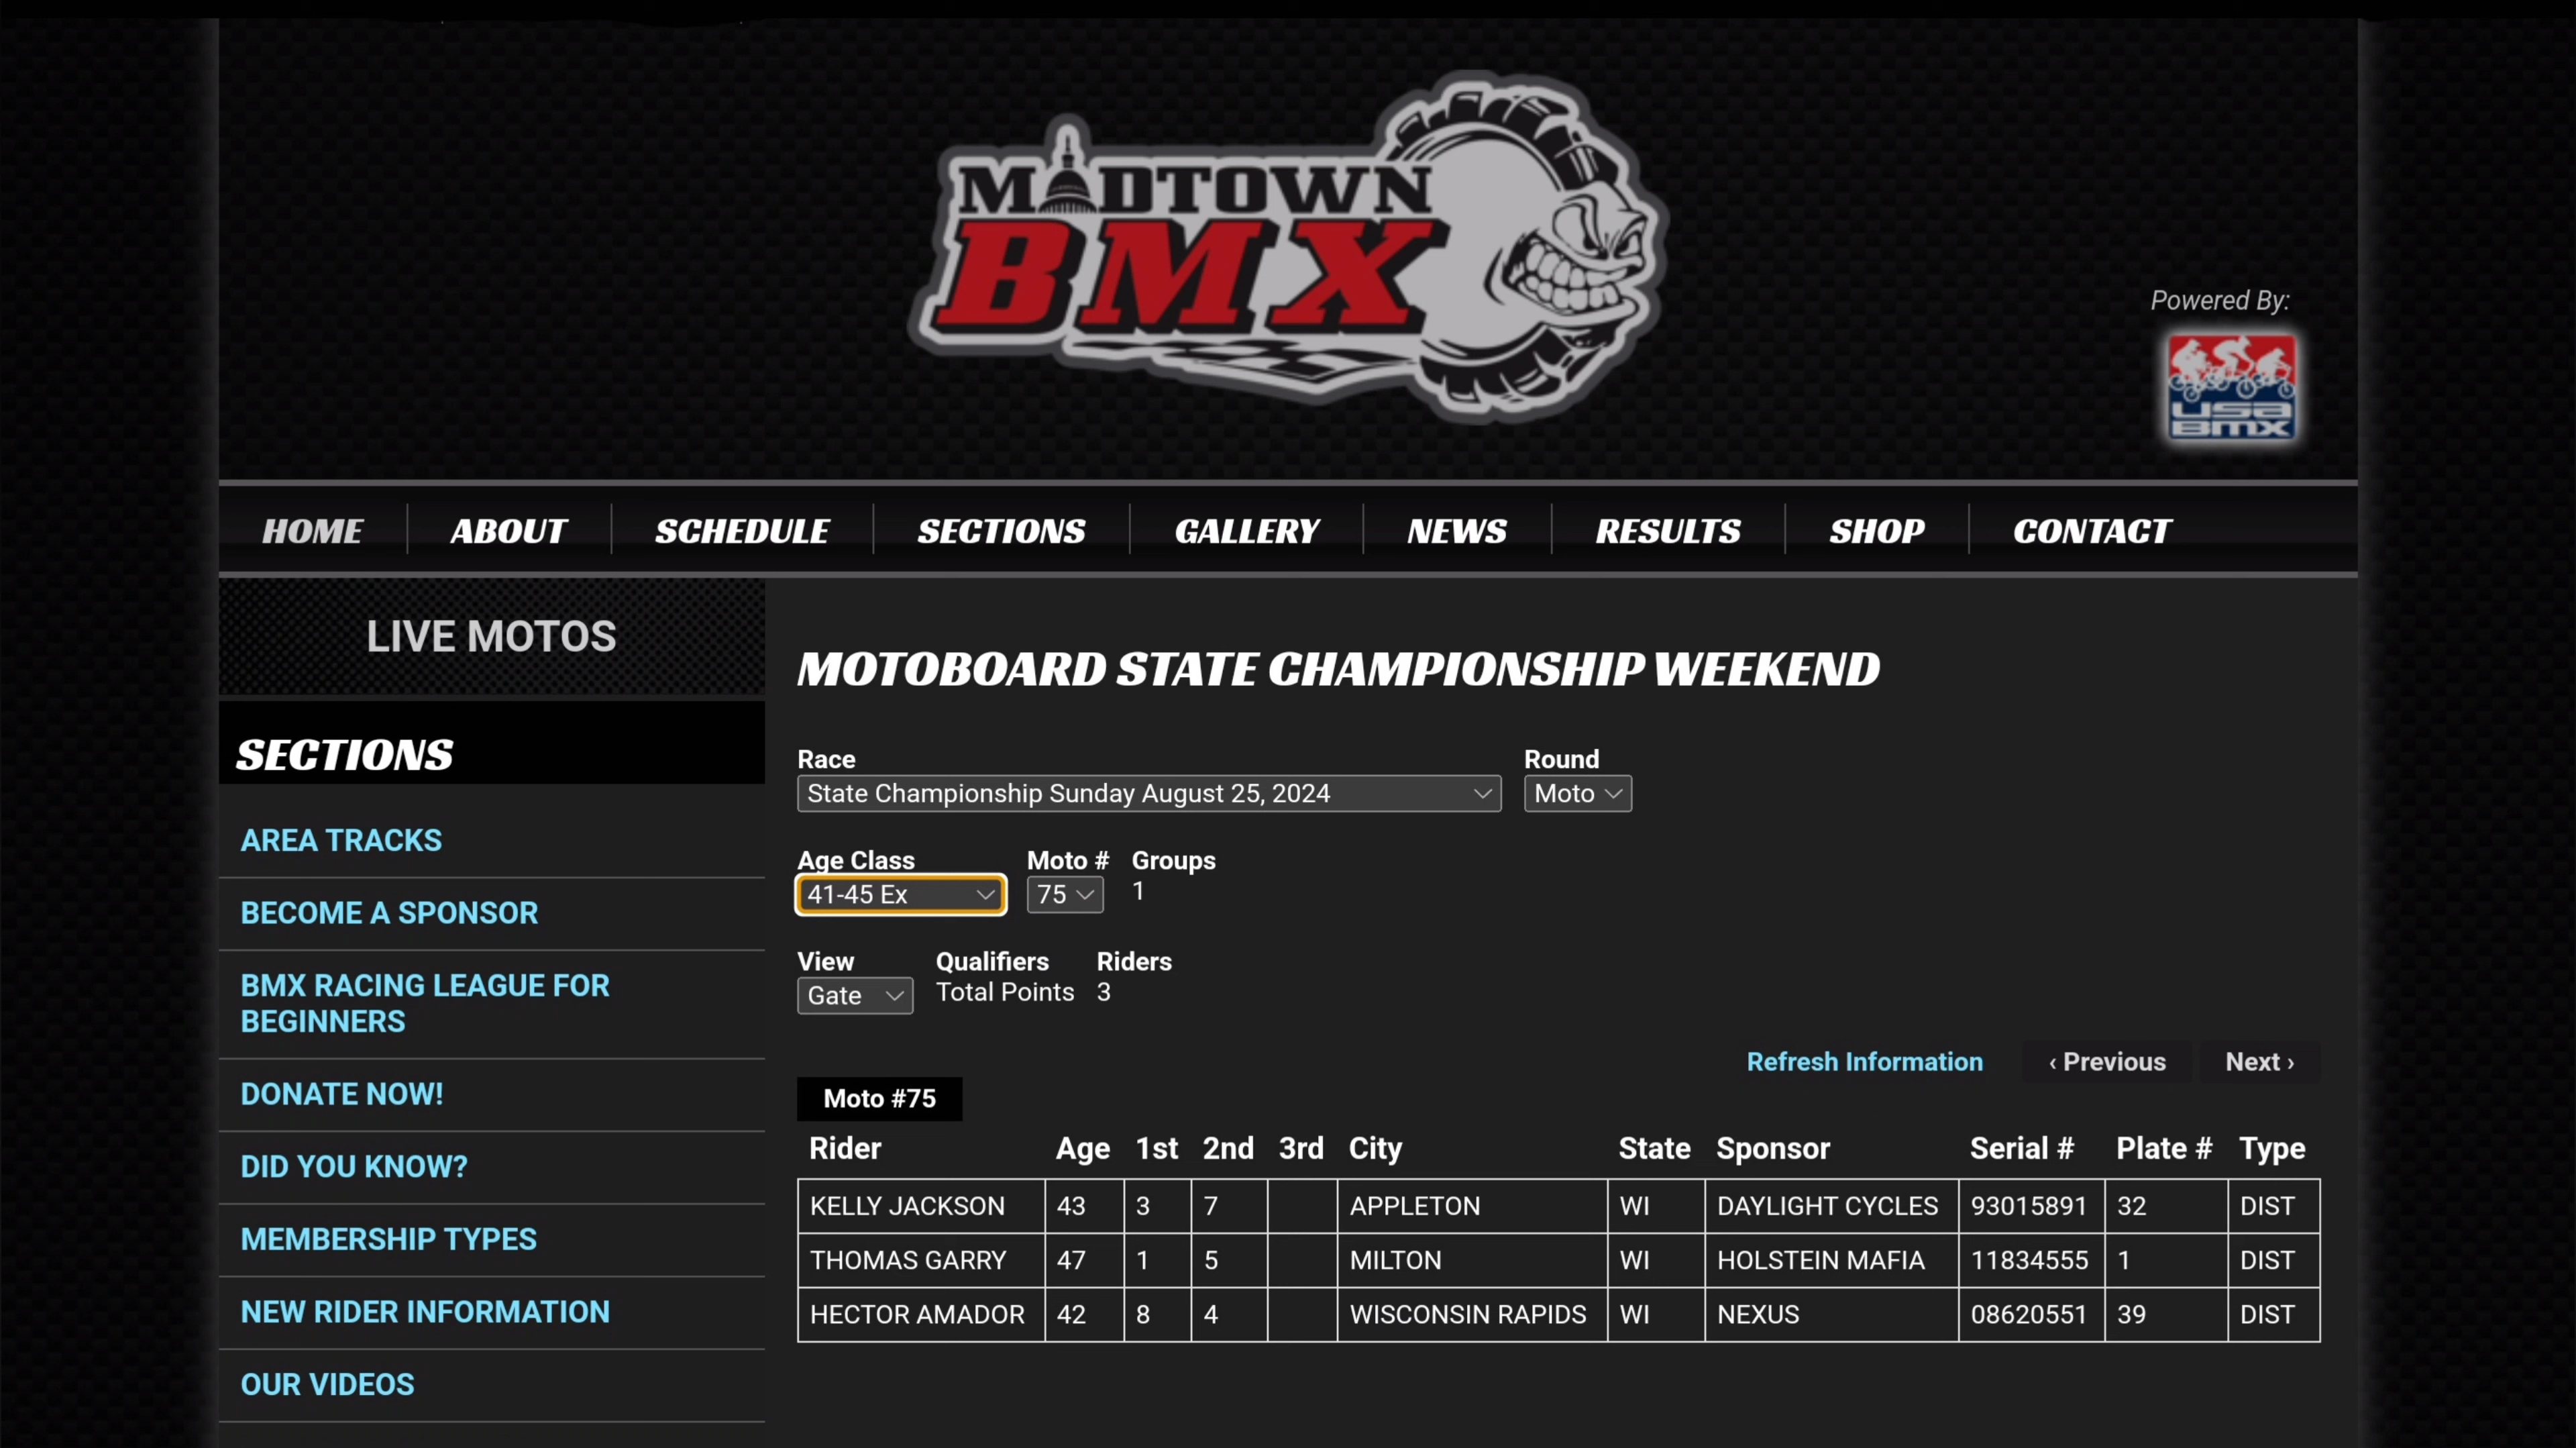 MADTOWN
BMX
Powered By:
USA
BMX
HOME ABOUT SCHEDULE SECTIONS GALLERY NEWS RESULTS SHOP CONTACT
LIVE MOTOS
SECTIONS
AREA TRACKS
BECOME A SPONSOR
BMX RACING LEAGUE FOR
BEGINNERS
DONATE NOW!
DID YOU KNOW?
MEMBERSHIP TYPES
NEW RIDER INFORMATION
OUR VIDEOS
MOTOBOARD STATE CHAMPIONSHIP WEEKEND
Race Round
State Championship Sunday August 25, 2024 Moto
Age Class Moto # Groups
41-45 Ex 75 1
View Qualifiers Riders
Gate Total Points 3
Refresh Information ‹ Previous Next ›
Moto #75
Rider Age 1st 2nd 3rd City State Sponsor Serial # Plate # Type
KELLY JACKSON 43 3 7 APPLETON WI DAYLIGHT CYCLES 93015891 32 DIST
THOMAS GARRY 47 1 5 MILTON WI HOLSTEIN MAFIA 11834555 1 DIST
HECTOR AMADOR 42 8 4 WISCONSIN RAPIDS WI NEXUS 08620551 39 DIST